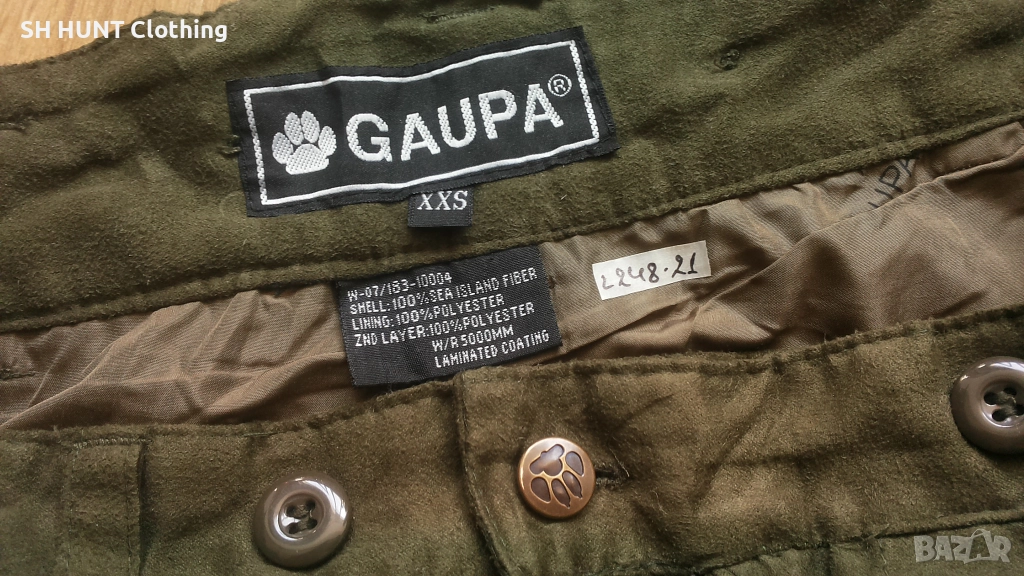 SH HUNT Clothing
GAUPA®
XXS
W-07/183-10004
SHELL:100%SEA ISLAND FIBER
LINING:100%POLYESTER
2ND LAYER:100%POLYESTER
W/R 5000MM
LAMINATED COATING
2248.21
BAZAR